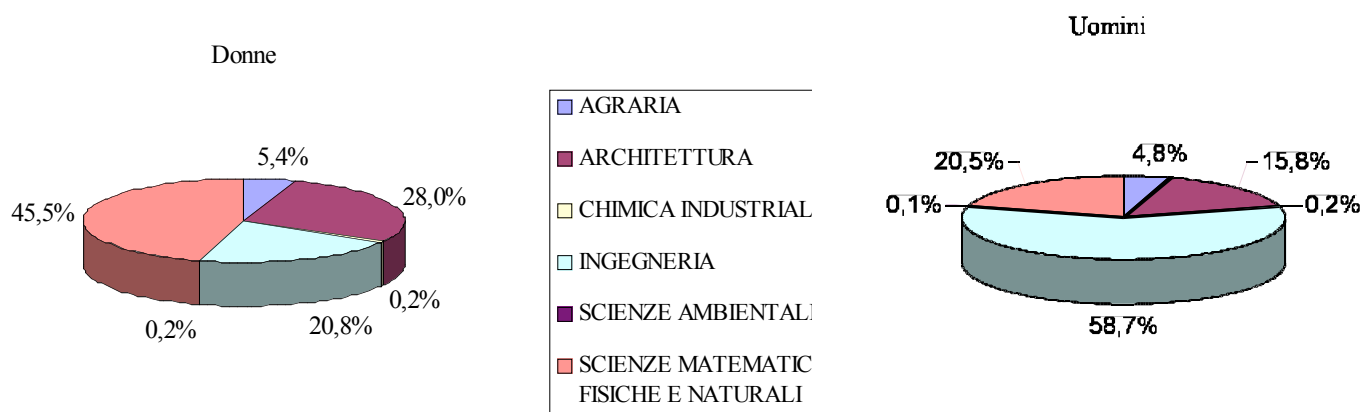 Donne
5,4%
28,0%
45,5%
0,2%
0,2%
20,8%
AGRARIA
ARCHITETTURA
CHIMICA INDUSTRIAL
INGEGNERIA
SCIENZE AMBIENTALI
SCIENZE MATEMATIC
FISICHE E NATURALI
Uomini
4,8%
20,5%
15,8%
0,1%
0,2%
58,7%